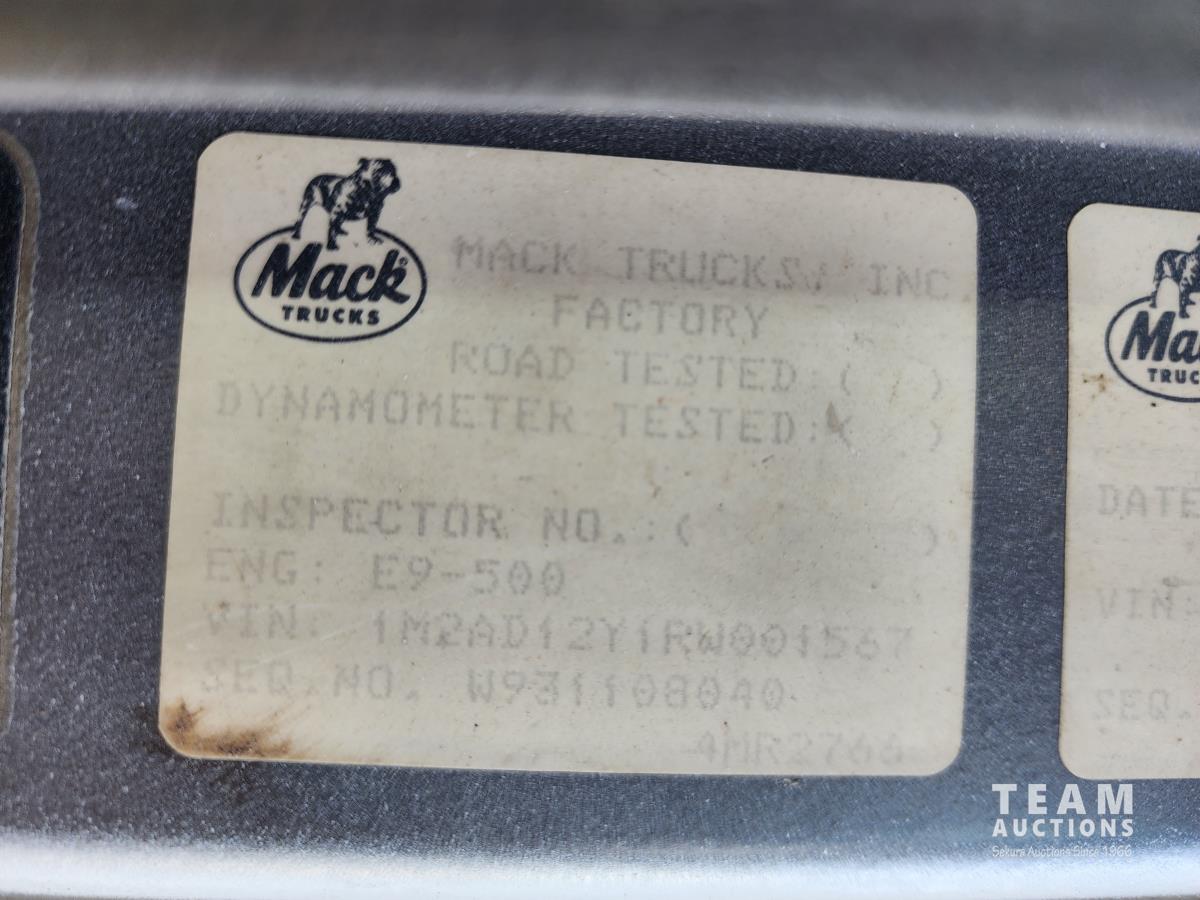 Mack®
TRUCKS
MACK TRUCKS, INC.
FACTORY
ROAD TESTED:( )
DYNAMOMETER TESTED:( )
INSPECTOR NO.:( )
ENG: E9-500
VIN: 1M2AD12Y1RW001567
SEQ.NO. W931108040
4MR2766
Ma
TRUC
DATE
VIN:
SEQ.
TEAM
AUCTIONS
Sekura Auctions Since 1966